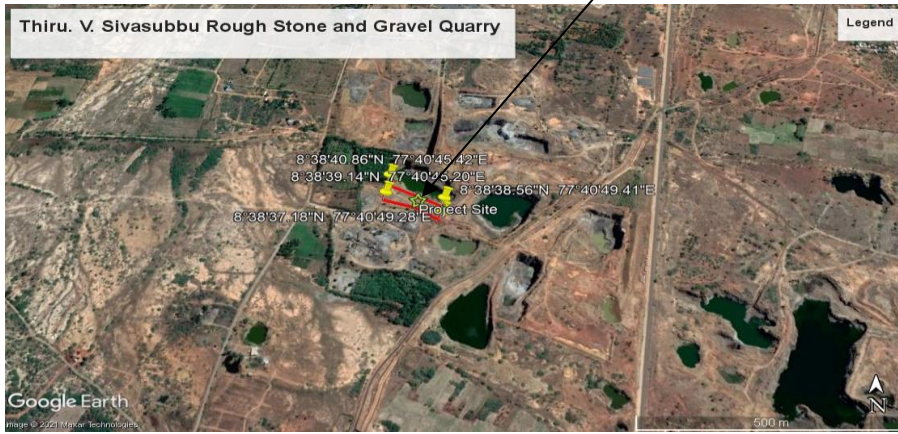 Thiru. V. Sivasubbu Rough Stone and Gravel Quarry
Legend
8°38'40.86"N 77°40'45.42"E
8°38'39.14"N 77°40'45.20"E
8°38'38.56"N 77°40'49.41"E
Project Site
8°38'37.18"N 77°40'49.28"E
Google Earth
Image © 2021 Maxar Technologies
N
500 m